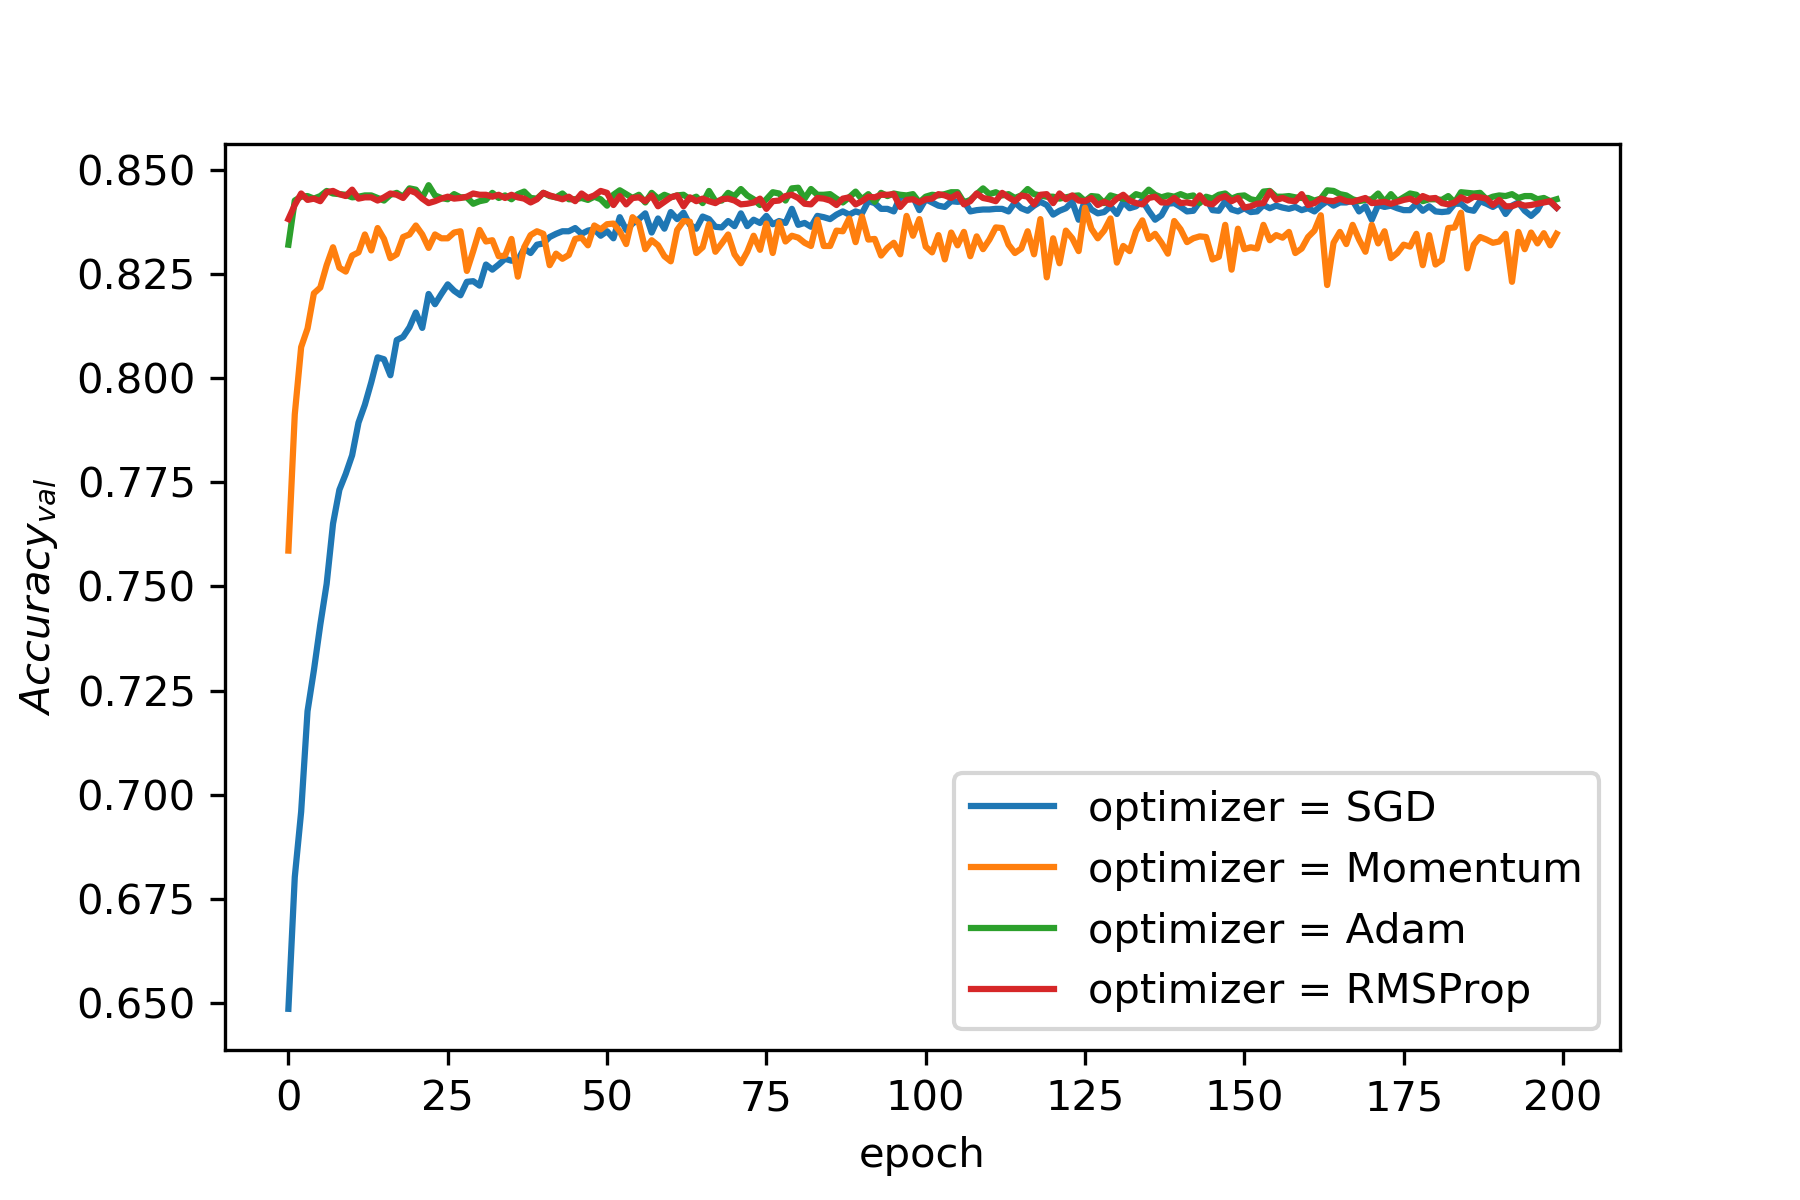 0.850
0.825
0.800
0.775
0.750
0.725
0.700
0.675
0.650
Accuracy_val
0 25 50 75 100 125 150 175 200
epoch
optimizer = SGD
optimizer = Momentum
optimizer = Adam
optimizer = RMSProp